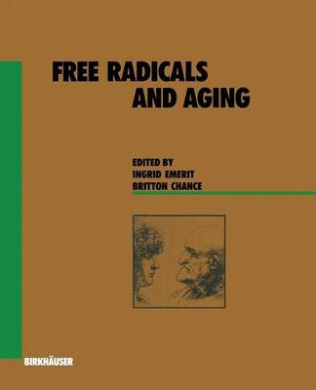 FREE RADICALS
AND AGING
EDITED BY
INGRID EMERIT
BRITTON CHANCE
BIRKHÄUSER